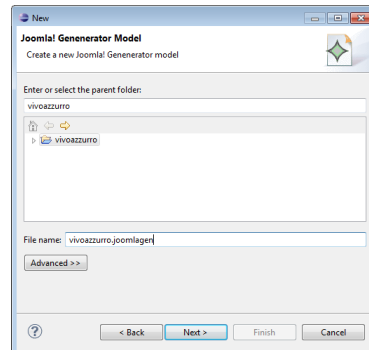 New
Joomla! Genenerator Model
Create a new Joomla! Genenerator model
Enter or select the parent folder:
vivoazzurro
vivoazzurro
File name: vivoazzurro.joomlagen
Advanced >>
< Back Next > Finish Cancel